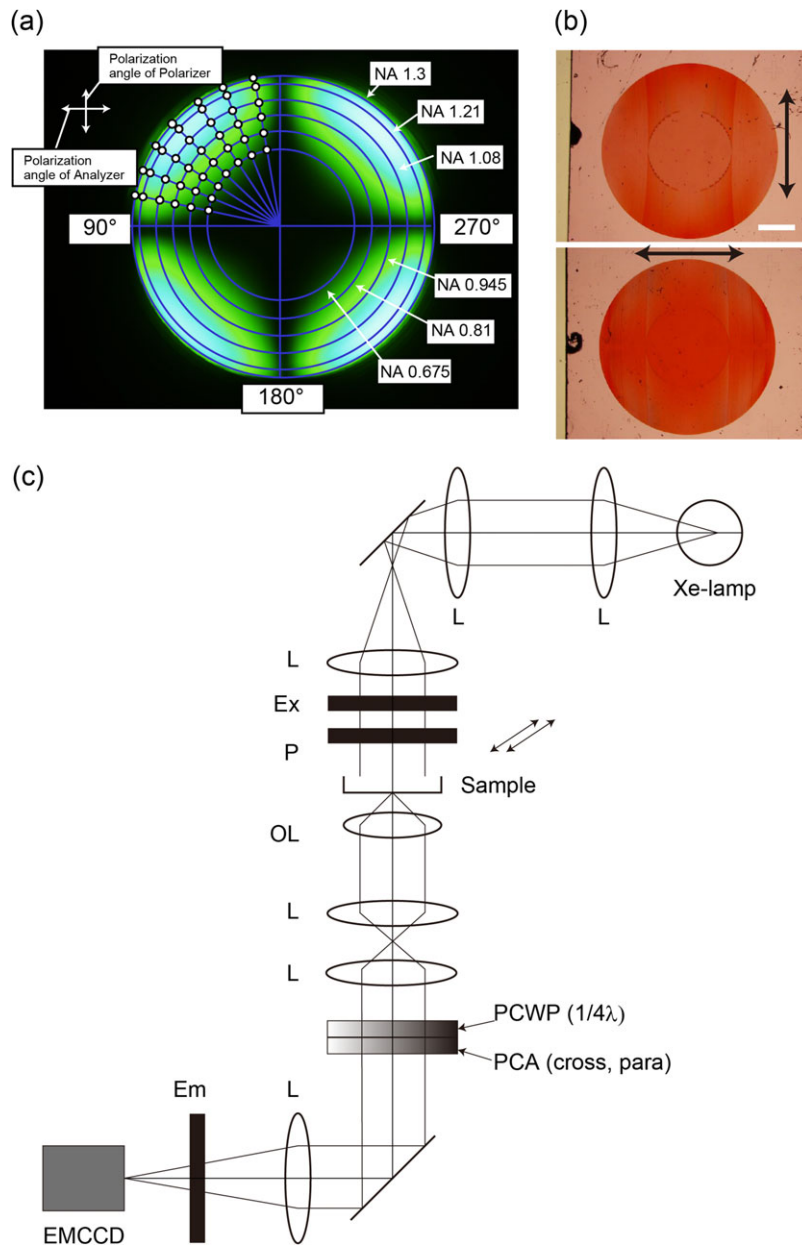 (a)
Polarization
angle of Polarizer
Polarization
angle of Analyzer
NA 1.3
NA 1.21
NA 1.08
90°
270°
NA 0.945
NA 0.81
NA 0.675
180°
(b)
(c)
L
L
Xe-lamp
L
Ex
P
Sample
OL
L
L
PCWP (1/4λ)
PCA (cross, para)
Em
L
EMCCD